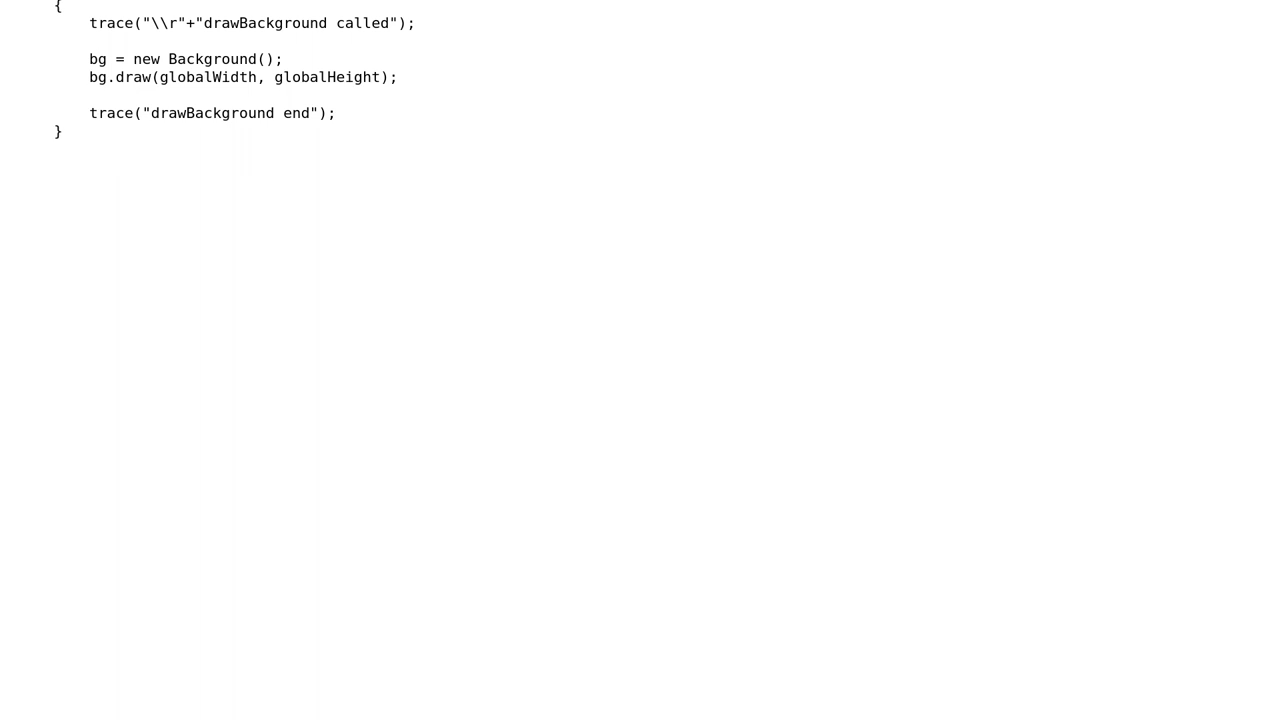 {
    trace("\\r"+"drawBackground called");

    bg = new Background();
    bg.draw(globalWidth, globalHeight);

    trace("drawBackground end");
}